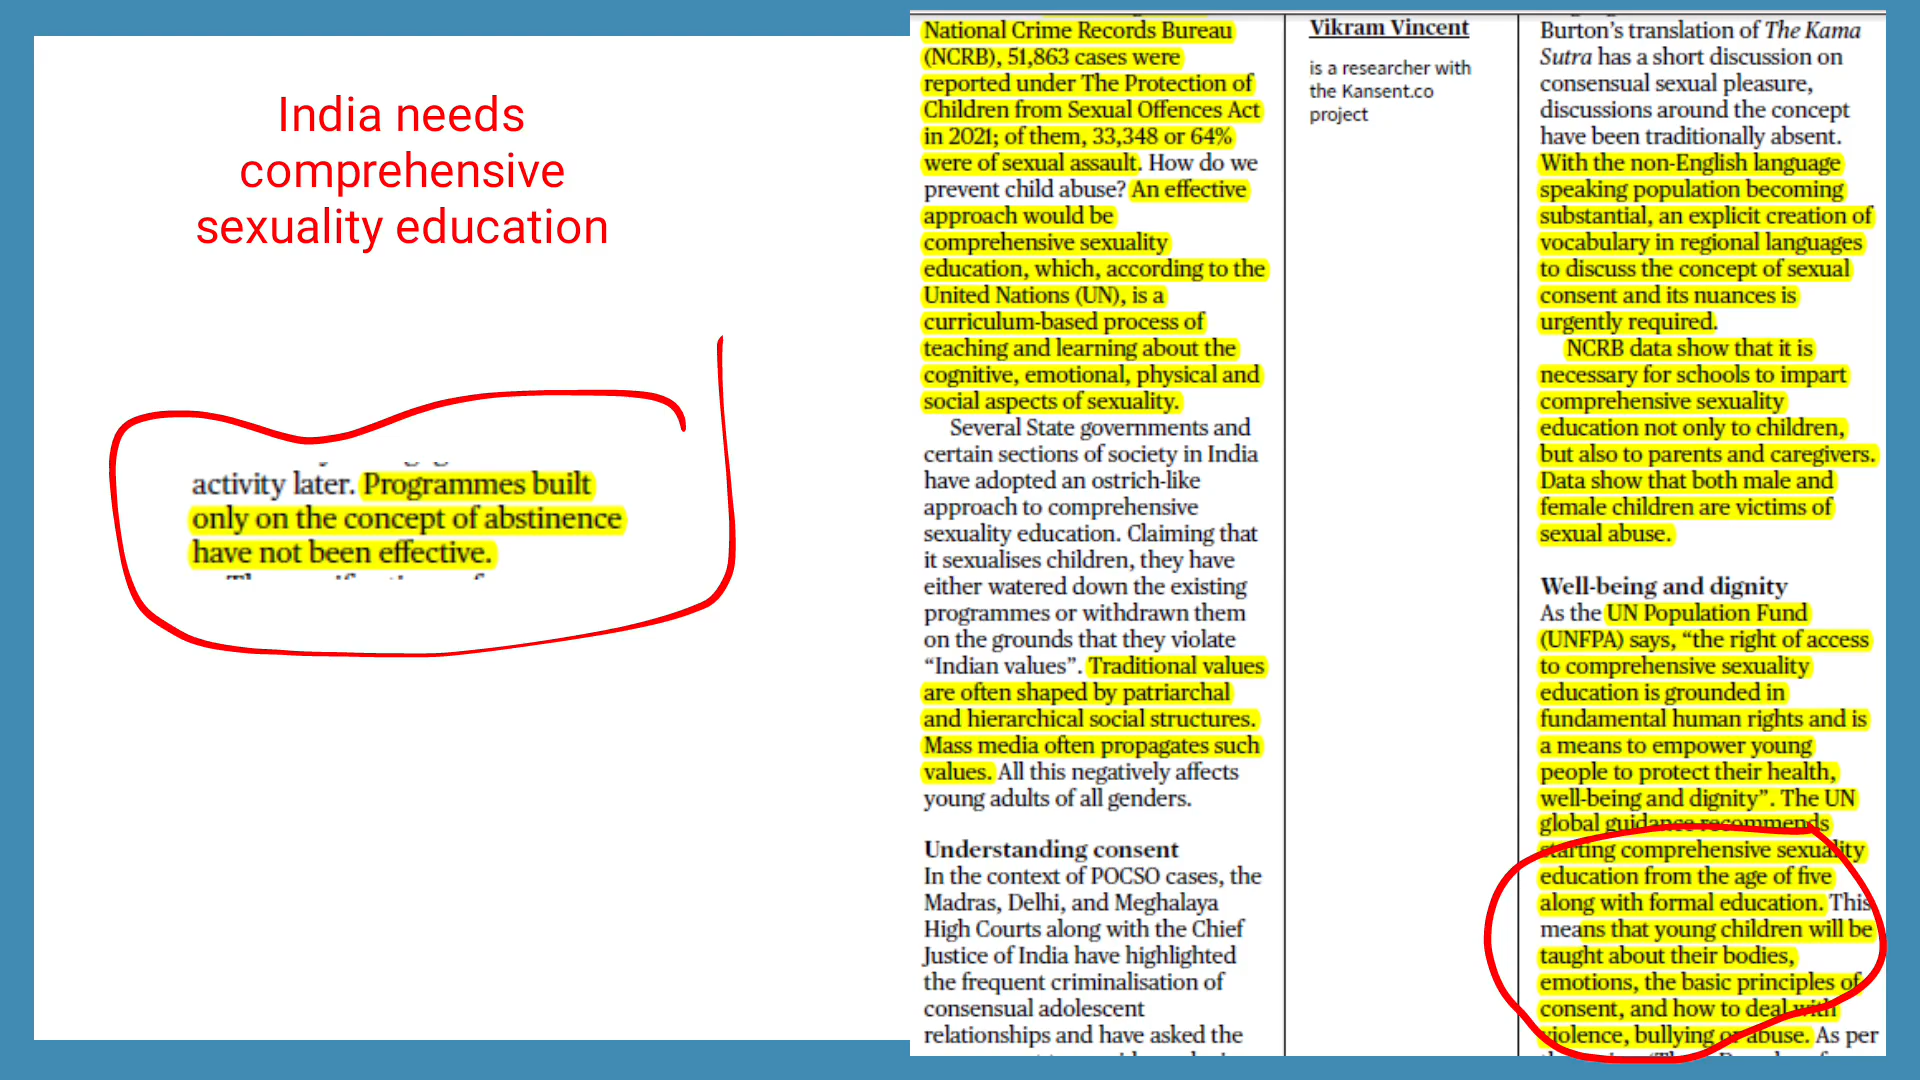 India needs
comprehensive
sexuality education
activity later. Programmes built
only on the concept of abstinence
have not been effective.
National Crime Records Bureau
(NCRB), 51,863 cases were
reported under The Protection of
Children from Sexual Offences Act
in 2021; of them, 33,348 or 64%
were of sexual assault. How do we
prevent child abuse? An effective
approach would be
comprehensive sexuality
education, which, according to the
United Nations (UN), is a
curriculum-based process of
teaching and learning about the
cognitive, emotional, physical and
social aspects of sexuality.
Several State governments and
certain sections of society in India
have adopted an ostrich-like
approach to comprehensive
sexuality education. Claiming that
it sexualises children, they have
either watered down the existing
programmes or withdrawn them
on the grounds that they violate
“Indian values”. Traditional values
are often shaped by patriarchal
and hierarchical social structures.
Mass media often propagates such
values. All this negatively affects
young adults of all genders.
Understanding consent
In the context of POCSO cases, the
Madras, Delhi, and Meghalaya
High Courts along with the Chief
Justice of India have highlighted
the frequent criminalisation of
consensual adolescent
relationships and have asked the
Vikram Vincent
is a researcher with
the Kansent.co
project
Burton’s translation of The Kama
Sutra has a short discussion on
consensual sexual pleasure,
discussions around the concept
have been traditionally absent.
With the non-English language
speaking population becoming
substantial, an explicit creation of
vocabulary in regional languages
to discuss the concept of sexual
consent and its nuances is
urgently required.
NCRB data show that it is
necessary for schools to impart
comprehensive sexuality
education not only to children,
but also to parents and caregivers.
Data show that both male and
female children are victims of
sexual abuse.
Well-being and dignity
As the UN Population Fund
(UNFPA) says, “the right of access
to comprehensive sexuality
education is grounded in
fundamental human rights and is
a means to empower young
people to protect their health,
well-being and dignity”. The UN
global guidance recommends
starting comprehensive sexuality
education from the age of five
along with formal education. This
means that young children will be
taught about their bodies,
emotions, the basic principles of
consent, and how to deal with
violence, bullying or abuse. As per